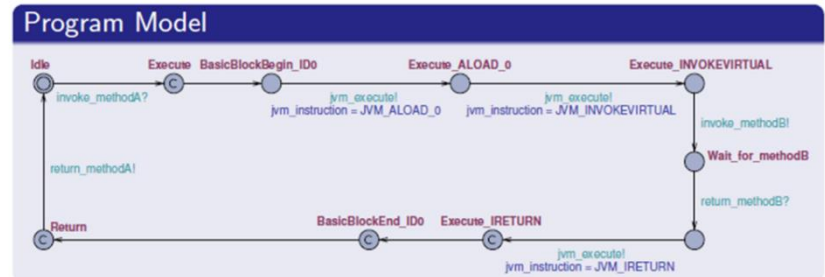 Program Model
Idle
Execute
BasicBlockBegin_ID0
Execute_ALOAD_0
Execute_INVOKEVIRTUAL
C
invoke_methodA?
jvm_execute!
jvm_instruction = JVM_ALOAD_0
jvm_execute!
jvm_instruction = JVM_INVOKEVIRTUAL
invoke_methodB!
Wait_for_methodB
return_methodA!
return_methodB?
Return
BasicBlockEnd_ID0
Execute_IRETURN
C
C
C
jvm_execute!
jvm_instruction = JVM_IRETURN